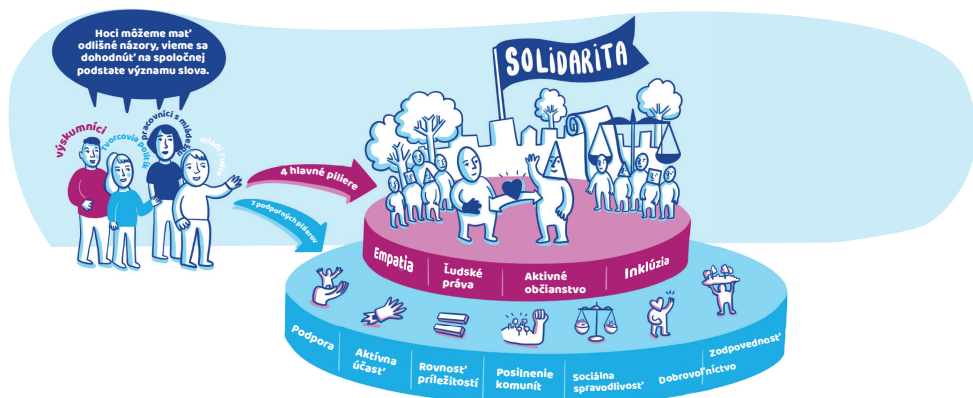 Hoci môžeme mať
odlišné názory, vieme sa
dohodnúť na spoločnej
podstate významu slova.
výskumníci
Tvorcovia politík
pracovníci s mládežou
mladí ľudia
4 hlavné piliere
7 podporných pilierov
SOLiDARiTA
Empatia
Ľudské
práva
Aktivné
občianstvo
Inklúzia
Podpora
Aktívna
účasť
Rovnosť
príležitostí
Posilnenie
komunít
Sociálna
spravodlivosť
Dobrovoľníctvo
Zodpovednosť